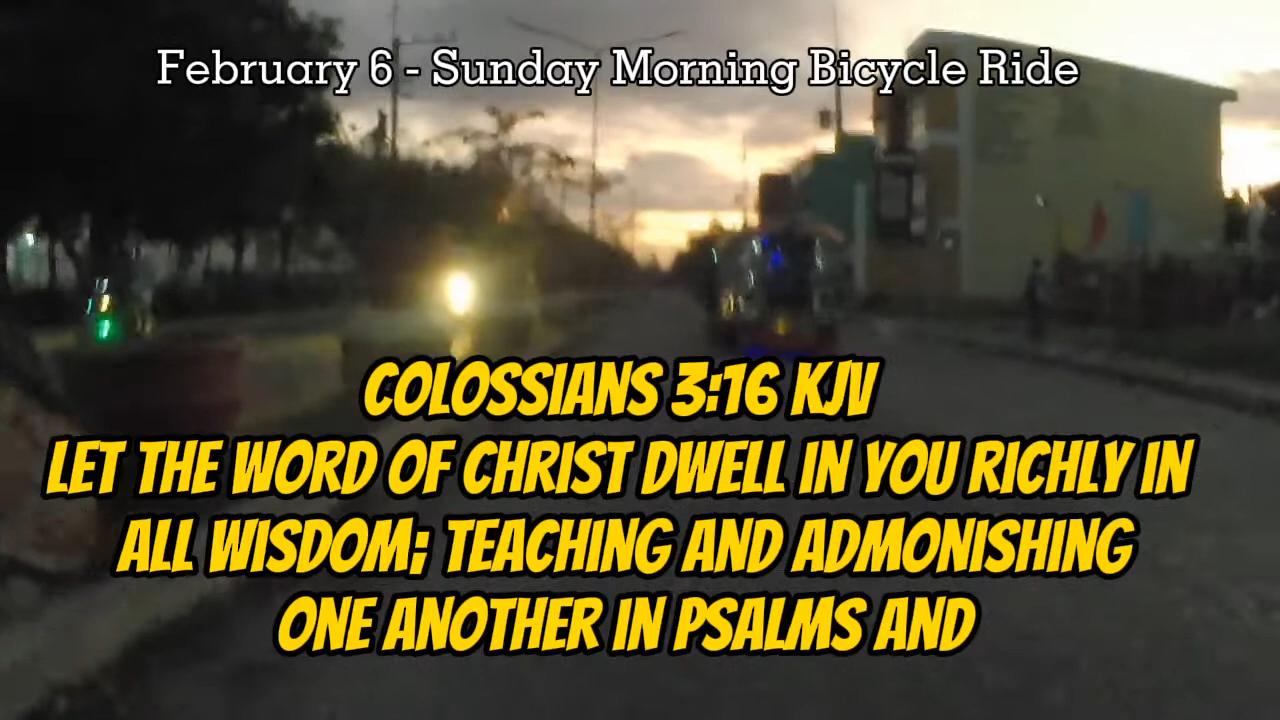 February 6 - Sunday Morning Bicycle Ride
COLOSSIANS 3:16 KJV
LET THE WORD OF CHRIST DWELL IN YOU RICHLY IN
ALL WISDOM; TEACHING AND ADMONISHING
ONE ANOTHER IN PSALMS AND